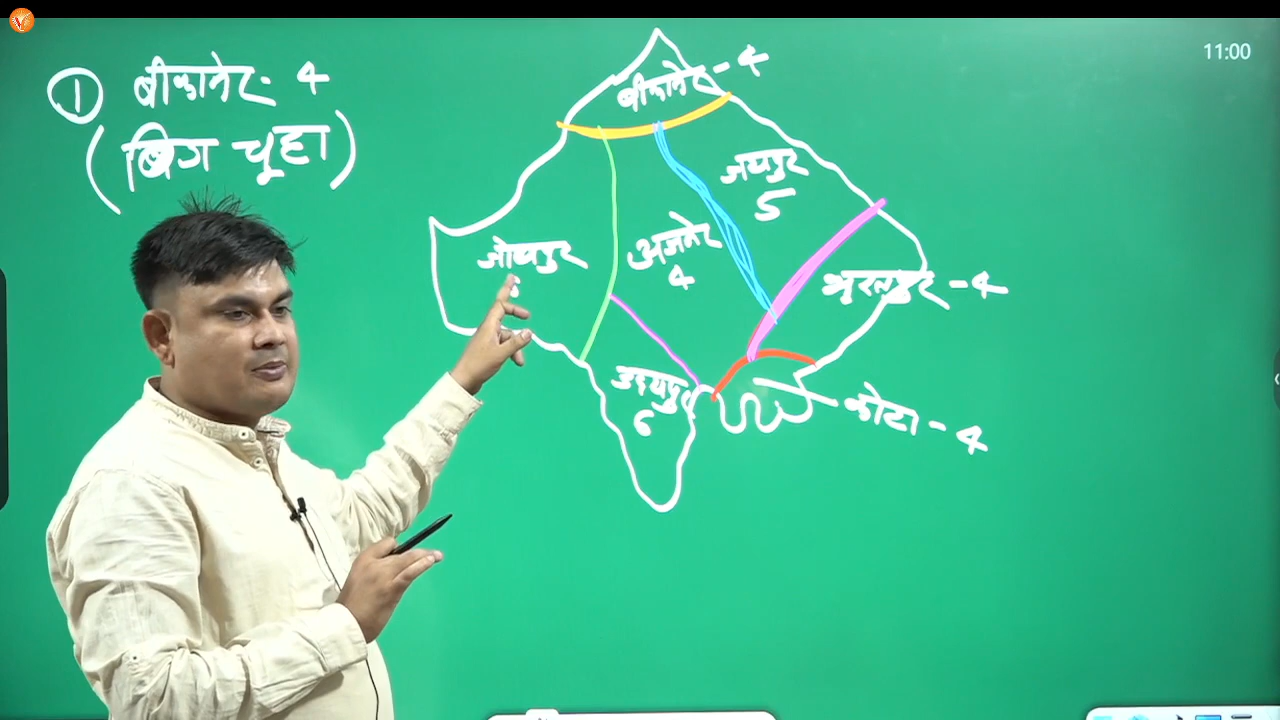 11:00
① बीकानेर - 4
(बिग चूहा)
बीकानेर - 4
जयपुर
5
जोधपुर
अजमेर
4
भरतपुर - 4
उदयपुर
6
कोटा - 4